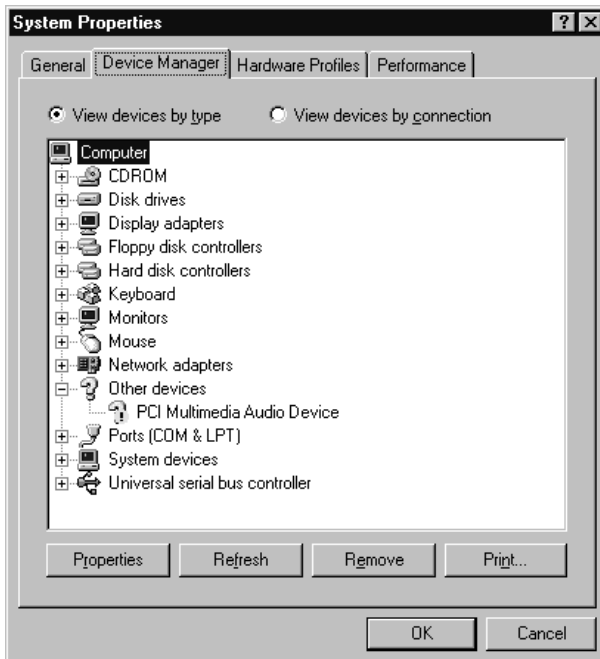 System Properties
General Device Manager Hardware Profiles Performance
View devices by type View devices by connection
Computer
CDROM
Disk drives
Display adapters
Floppy disk controllers
Hard disk controllers
Keyboard
Monitors
Mouse
Network adapters
Other devices
PCI Multimedia Audio Device
Ports (COM & LPT)
System devices
Universal serial bus controller
Properties Refresh Remove Print...
OK Cancel